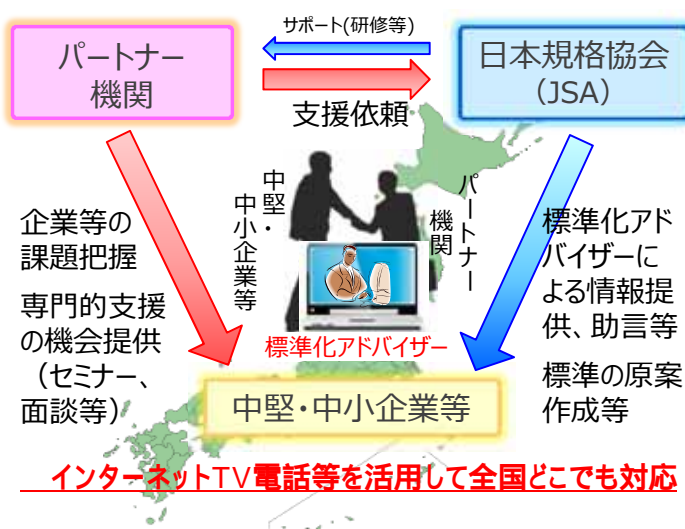 サポート(研修等)
パートナー
機関
日本規格協会
（JSA）
支援依頼
中堅・
中小企業等
パートナー
機関
企業等の
課題把握
専門的支援
の機会提供
（セミナー、
面談等）
標準化アド
バイザーに
よる情報提
供、助言等
標準の原案
作成等
標準化アドバイザー
中堅・中小企業等
インターネットTV電話等を活用して全国どこでも対応